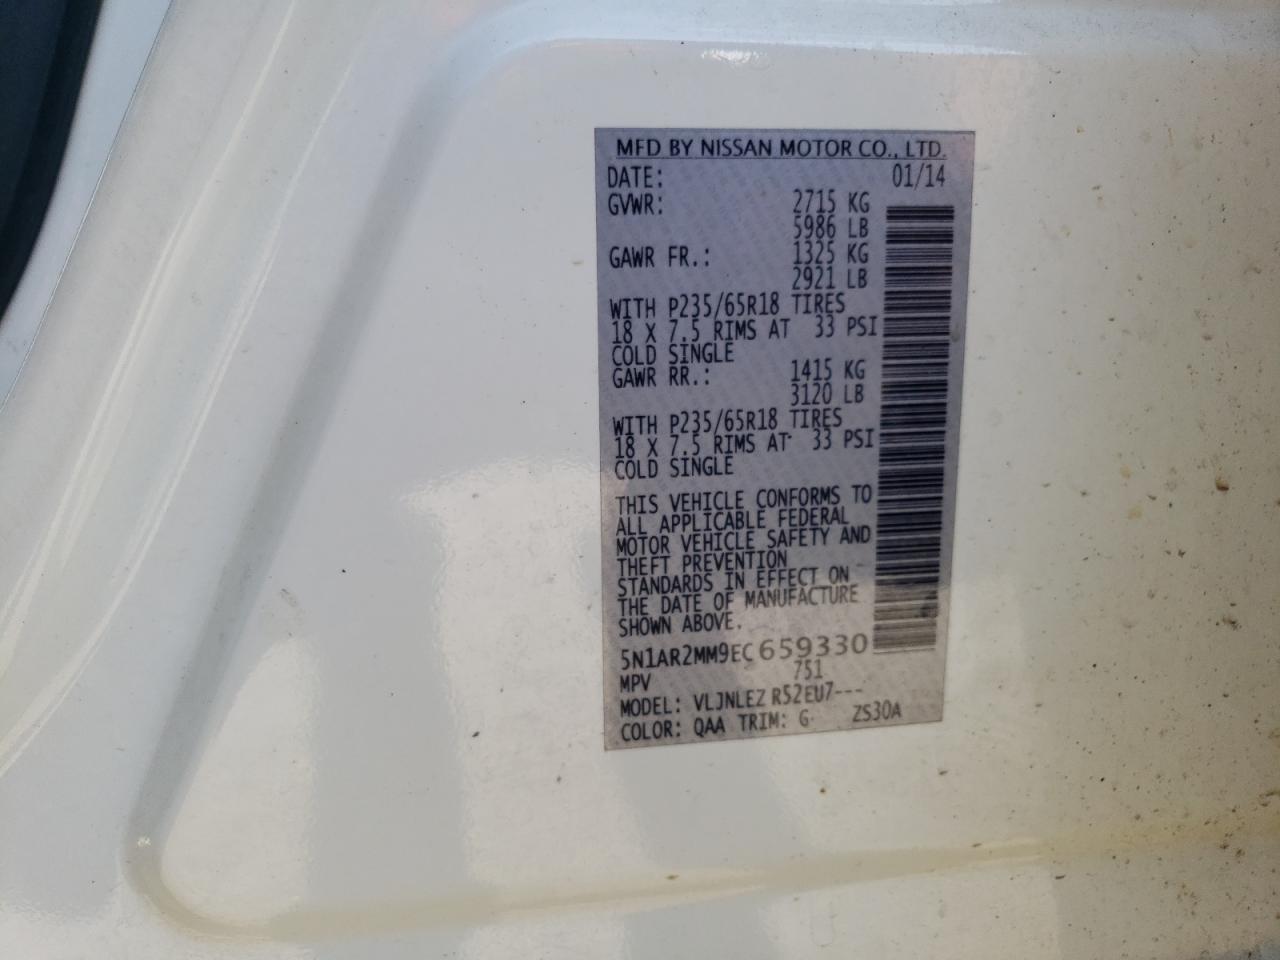 MFD BY NISSAN MOTOR CO., LTD.
DATE: 01/14
GVWR: 2715 KG
5986 LB
GAWR FR.: 1325 KG
2921 LB
WITH P235/65R18 TIRES
18 X 7.5 RIMS AT 33 PSI
COLD SINGLE
GAWR RR.: 1415 KG
3120 LB
WITH P235/65R18 TIRES
18 X 7.5 RIMS AT 33 PSI
COLD SINGLE
THIS VEHICLE CONFORMS TO
ALL APPLICABLE FEDERAL
MOTOR VEHICLE SAFETY AND
THEFT PREVENTION
STANDARDS IN EFFECT ON
THE DATE OF MANUFACTURE
SHOWN ABOVE.
5N1AR2MM9EC659330
MPV 751
MODEL: VLJNLEZ R52EU7---
COLOR: QAA TRIM: G ZS30A